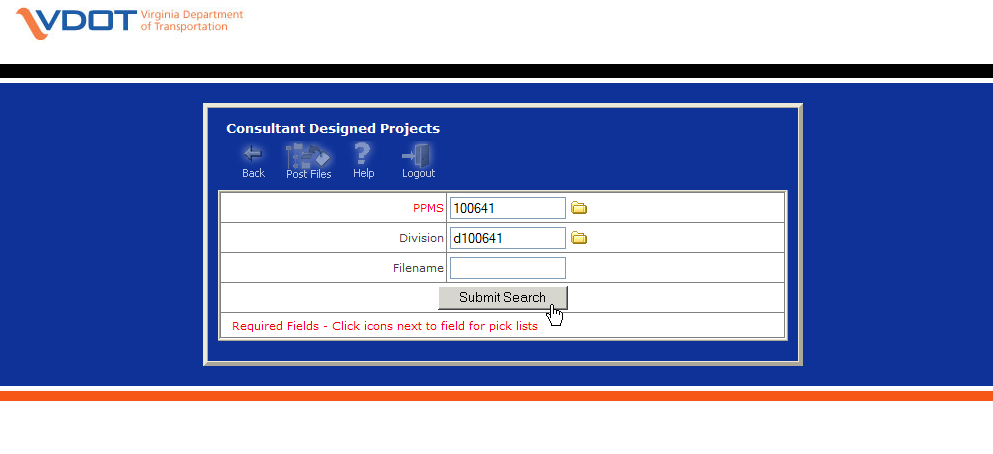 VDOT Virginia Department
of Transportation
Consultant Designed Projects
Back Post Files Help Logout
PPMS 100641
Division d100641
Filename
Submit Search
Required Fields - Click icons next to field for pick lists